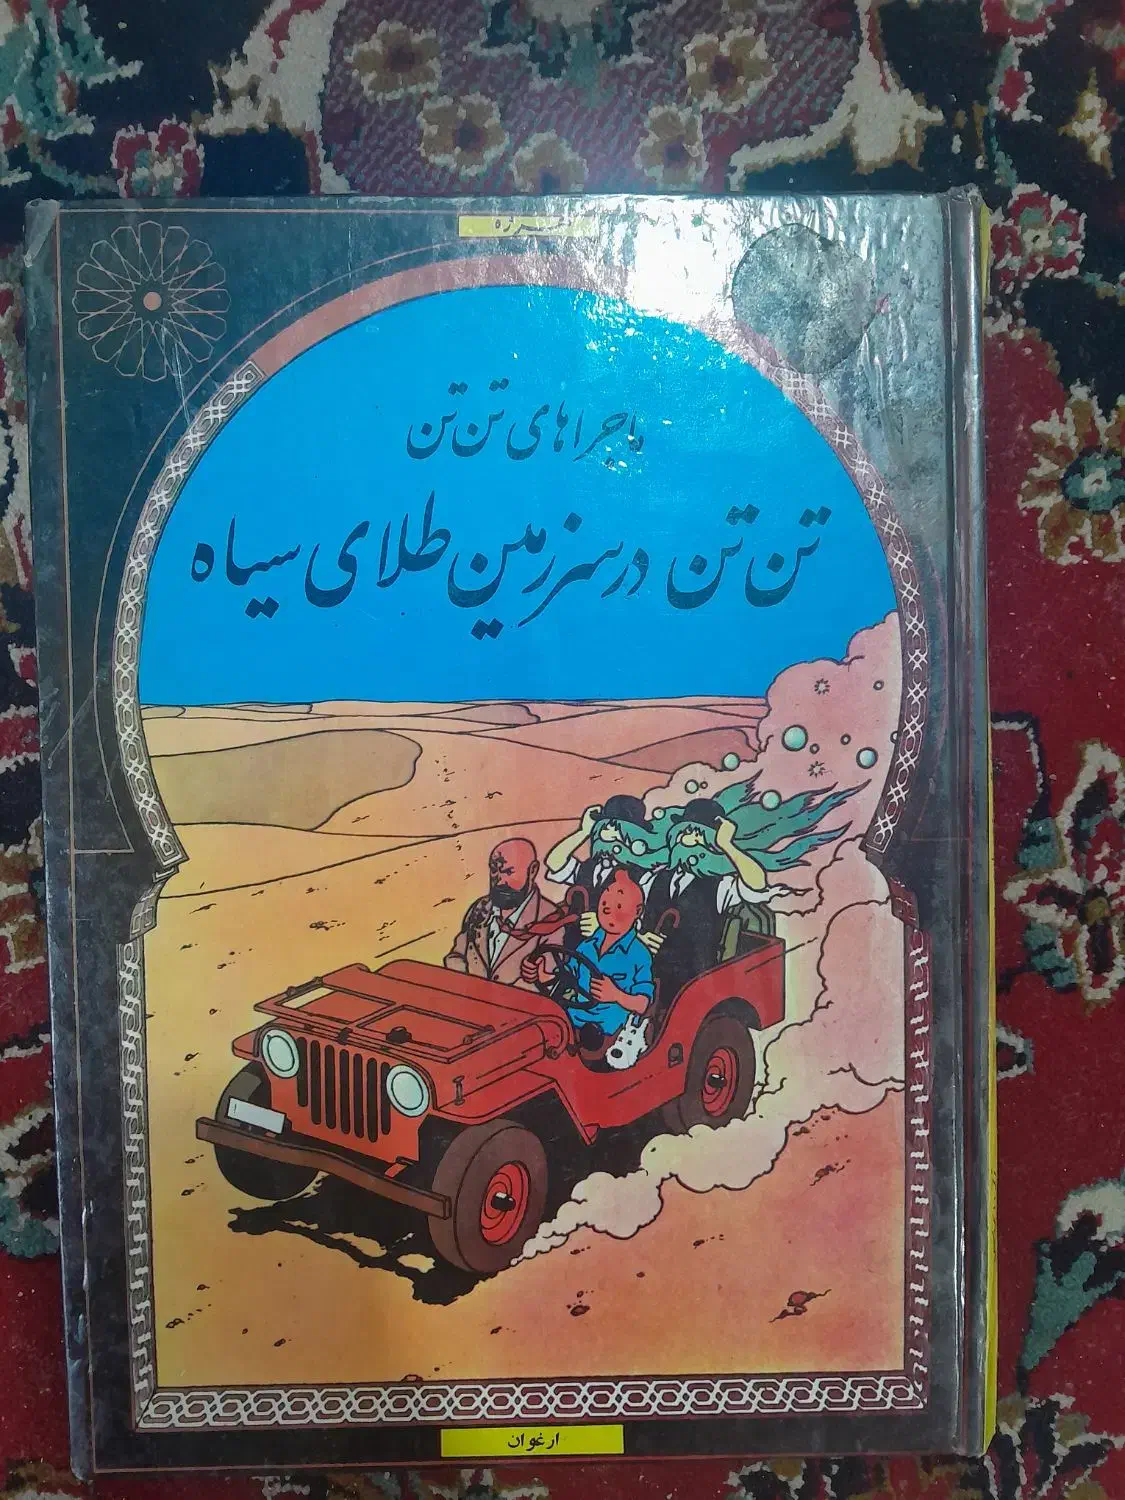 ماجراهای تن‌تن
تن‌تن در سرزمین طلای سیاه
ارغوان